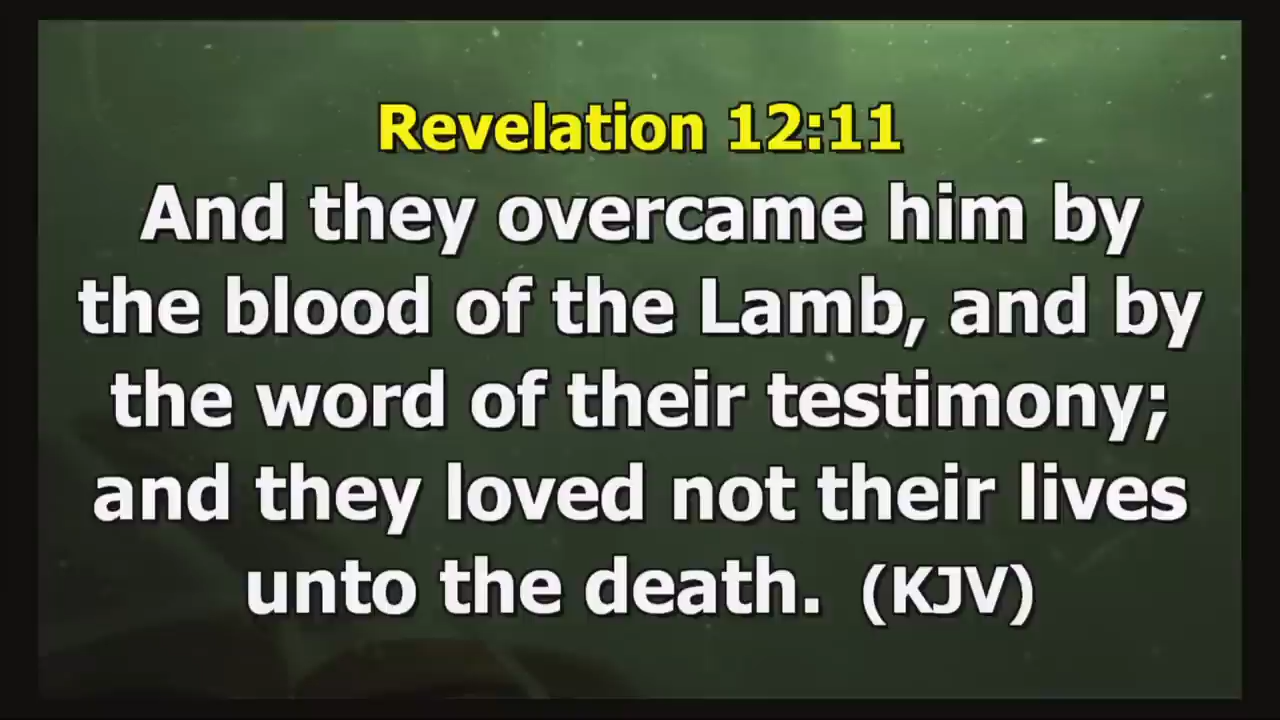 Revelation 12:11
And they overcame him by
the blood of the Lamb, and by
the word of their testimony;
and they loved not their lives
unto the death. (KJV)